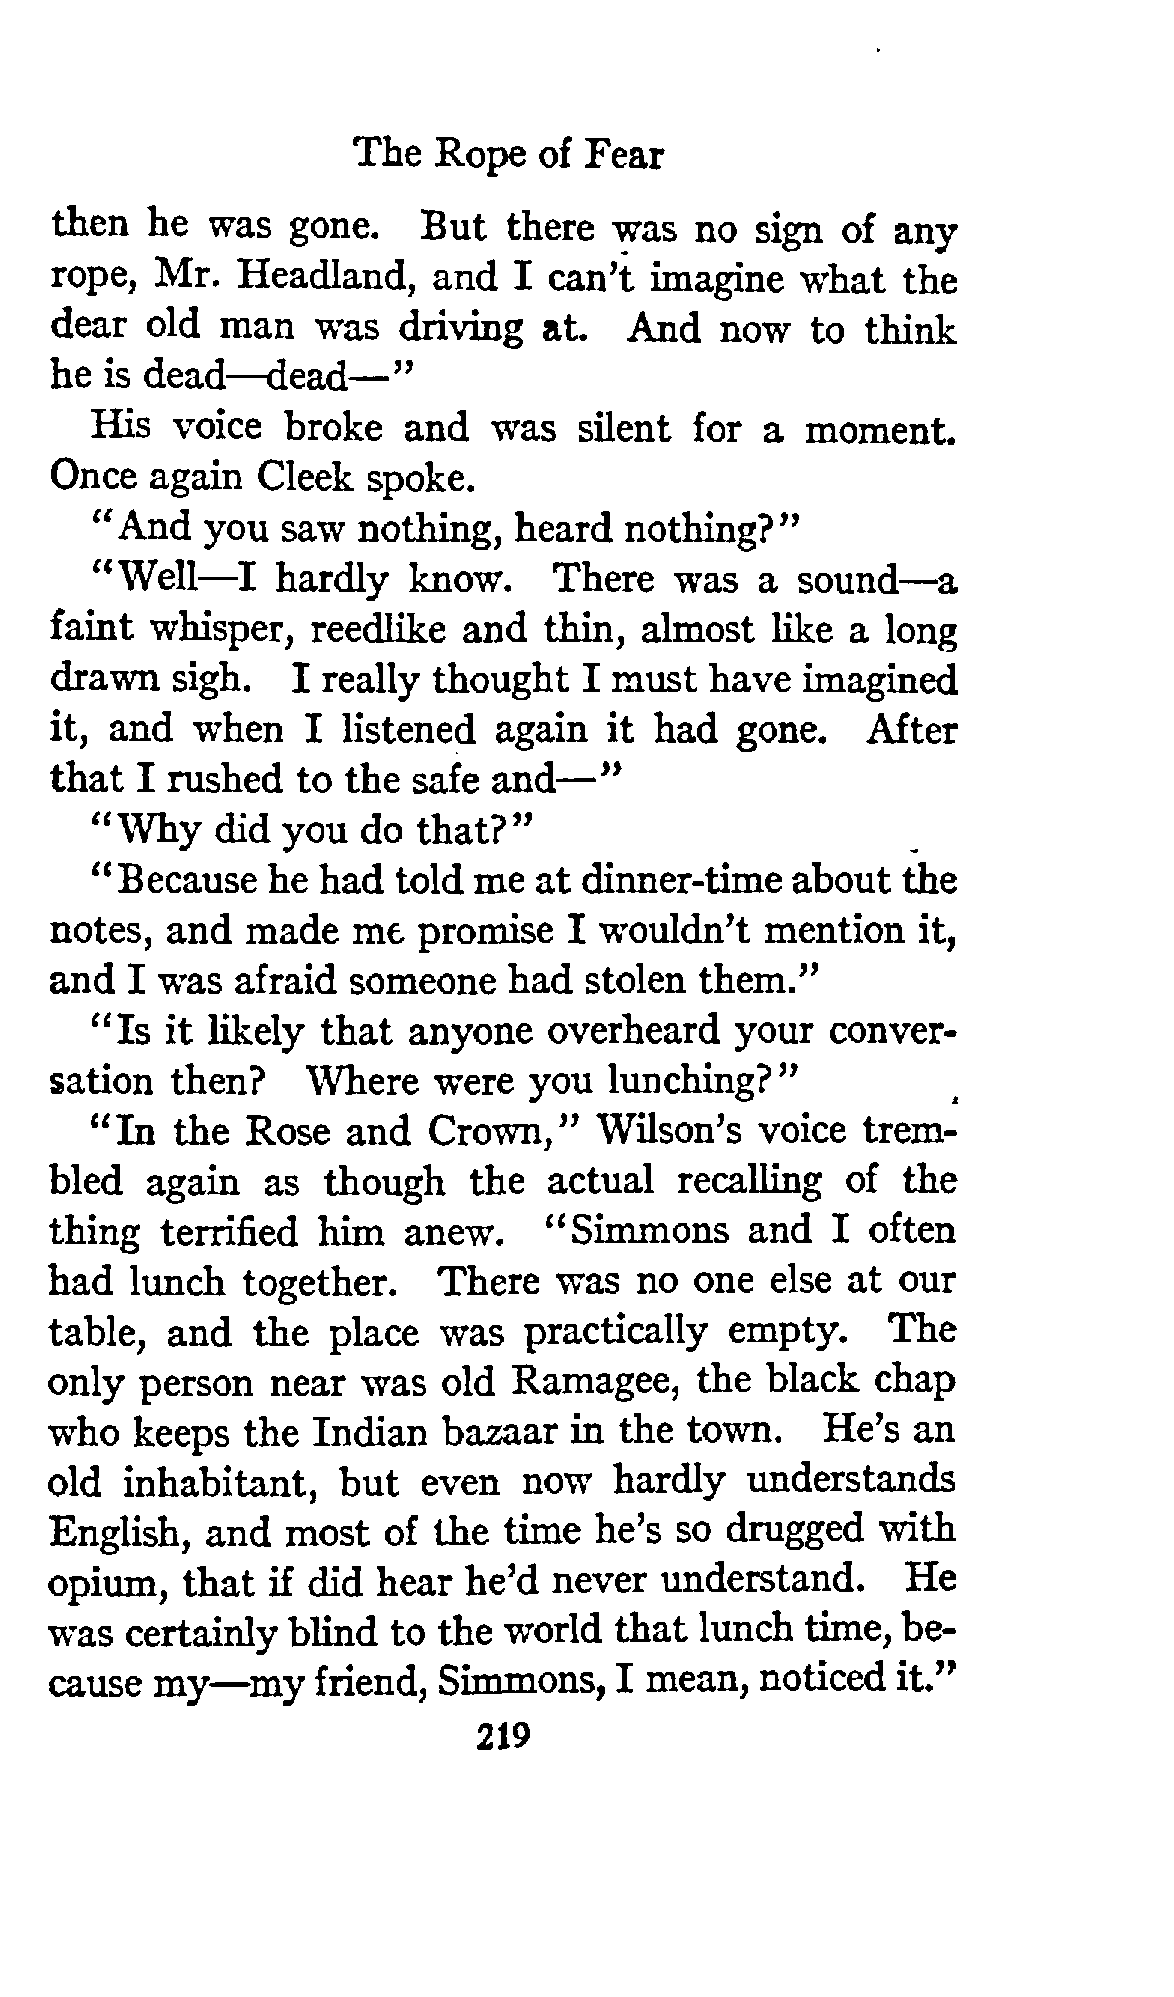 The Rope of Fear
then he was gone. But there was no sign of any
rope, Mr. Headland, and I can't imagine what the
dear old man was driving at. And now to think
he is dead—dead—"
His voice broke and was silent for a moment.
Once again Cleek spoke.
"And you saw nothing, heard nothing?"
"Well—I hardly know. There was a sound—a
faint whisper, reedlike and thin, almost like a long
drawn sigh. I really thought I must have imagined
it, and when I listened again it had gone. After
that I rushed to the safe and—"
"Why did you do that?"
"Because he had told me at dinner-time about the
notes, and made me promise I wouldn't mention it,
and I was afraid someone had stolen them."
"Is it likely that anyone overheard your conver-
sation then? Where were you lunching?"
"In the Rose and Crown," Wilson's voice trem-
bled again as though the actual recalling of the
thing terrified him anew. "Simmons and I often
had lunch together. There was no one else at our
table, and the place was practically empty. The
only person near was old Ramagee, the black chap
who keeps the Indian bazaar in the town. He's an
old inhabitant, but even now hardly understands
English, and most of the time he's so drugged with
opium, that if did hear he'd never understand. He
was certainly blind to the world that lunch time, be-
cause my—my friend, Simmons, I mean, noticed it."
219